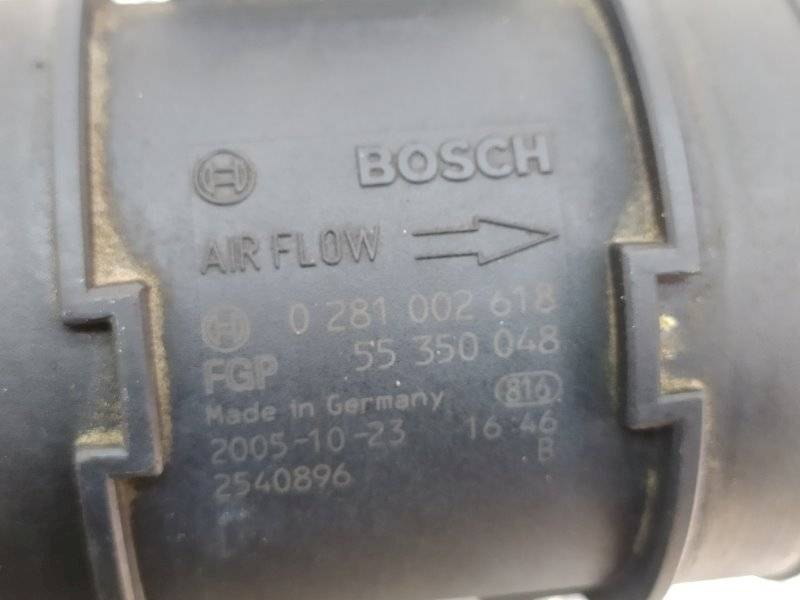 BOSCH
AIR FLOW
0 281 002 618
FGP 55 350 048
Made in Germany 816
2005-10-23 16:46
B
2540896